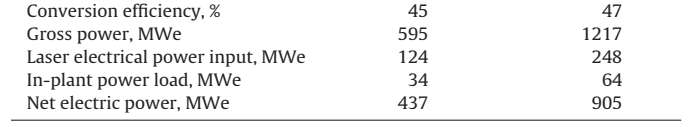 Conversion efficiency, % 45 47
Gross power, MWe 595 1217
Laser electrical power input, MWe 124 248
In-plant power load, MWe 34 64
Net electric power, MWe 437 905